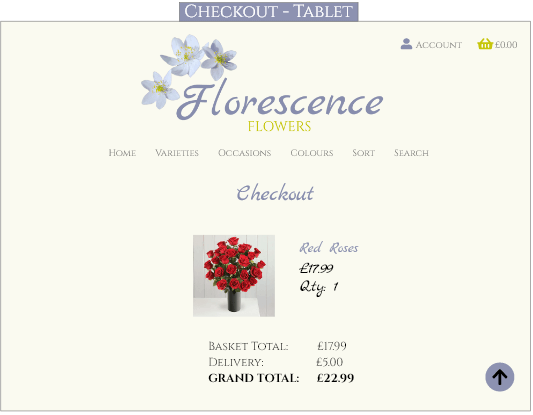 Checkout - Tablet
Account £0.00
Florescence
FLOWERS
Home Varieties Occasions Colours Sort Search
Checkout
Red Roses
£17.99
Qty: 1
Basket Total: £17.99
Delivery: £5.00
GRAND TOTAL: £22.99